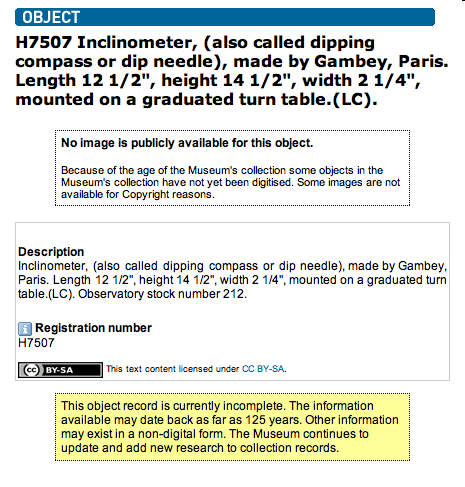 OBJECT
H7507 Inclinometer, (also called dipping
compass or dip needle), made by Gambey, Paris.
Length 12 1/2", height 14 1/2", width 2 1/4",
mounted on a graduated turn table.(LC).
No image is publicly available for this object.
Because of the age of the Museum's collection some objects in the
Museum's collection have not yet been digitised. Some images are not
available for Copyright reasons.
Description
Inclinometer, (also called dipping compass or dip needle), made by Gambey,
Paris. Length 12 1/2", height 14 1/2", width 2 1/4", mounted on a graduated turn
table.(LC). Observatory stock number 212.
i Registration number
H7507
cc BY-SA This text content licensed under CC BY-SA.
This object record is currently incomplete. The information
available may date back as far as 125 years. Other information
may exist in a non-digital form. The Museum continues to
update and add new research to collection records.